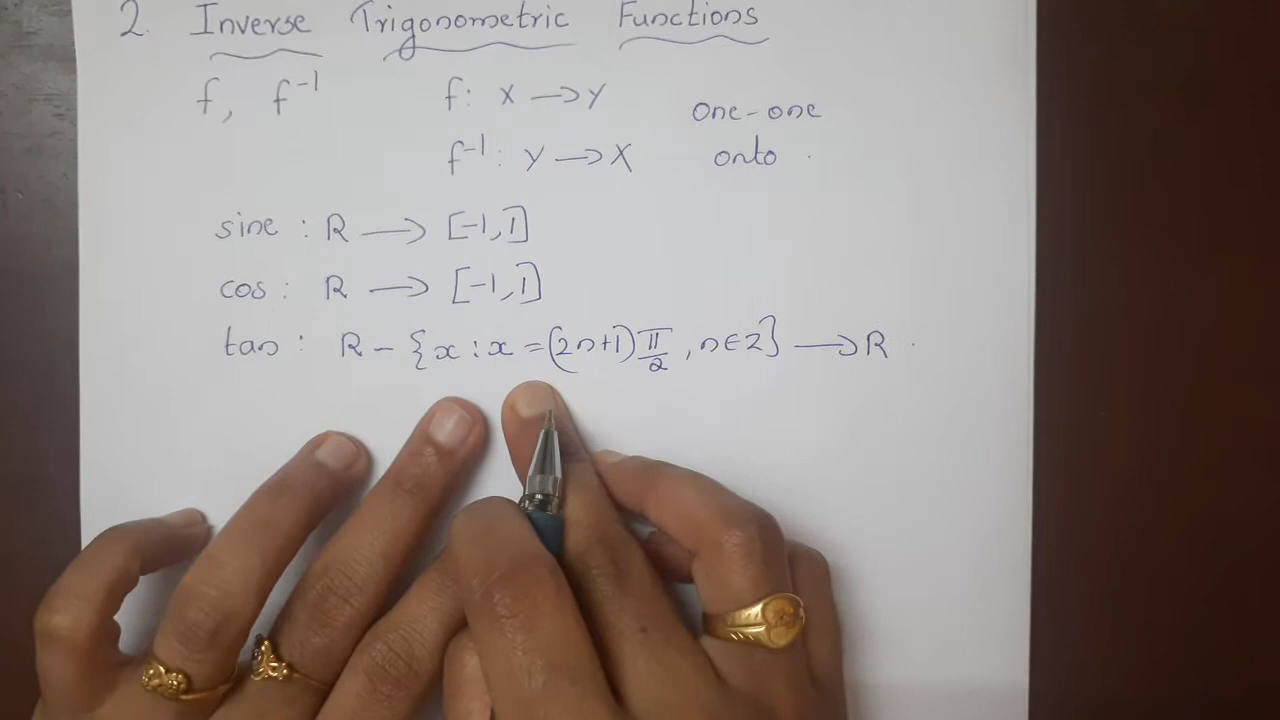 2. Inverse Trigonometric Functions
f, f⁻¹ f: X → Y one-one
f⁻¹: Y → X onto
sine : R → [-1, 1]
cos : R → [-1, 1]
tan : R - {x : x = (2n+1) π/2, n ∈ Z} → R